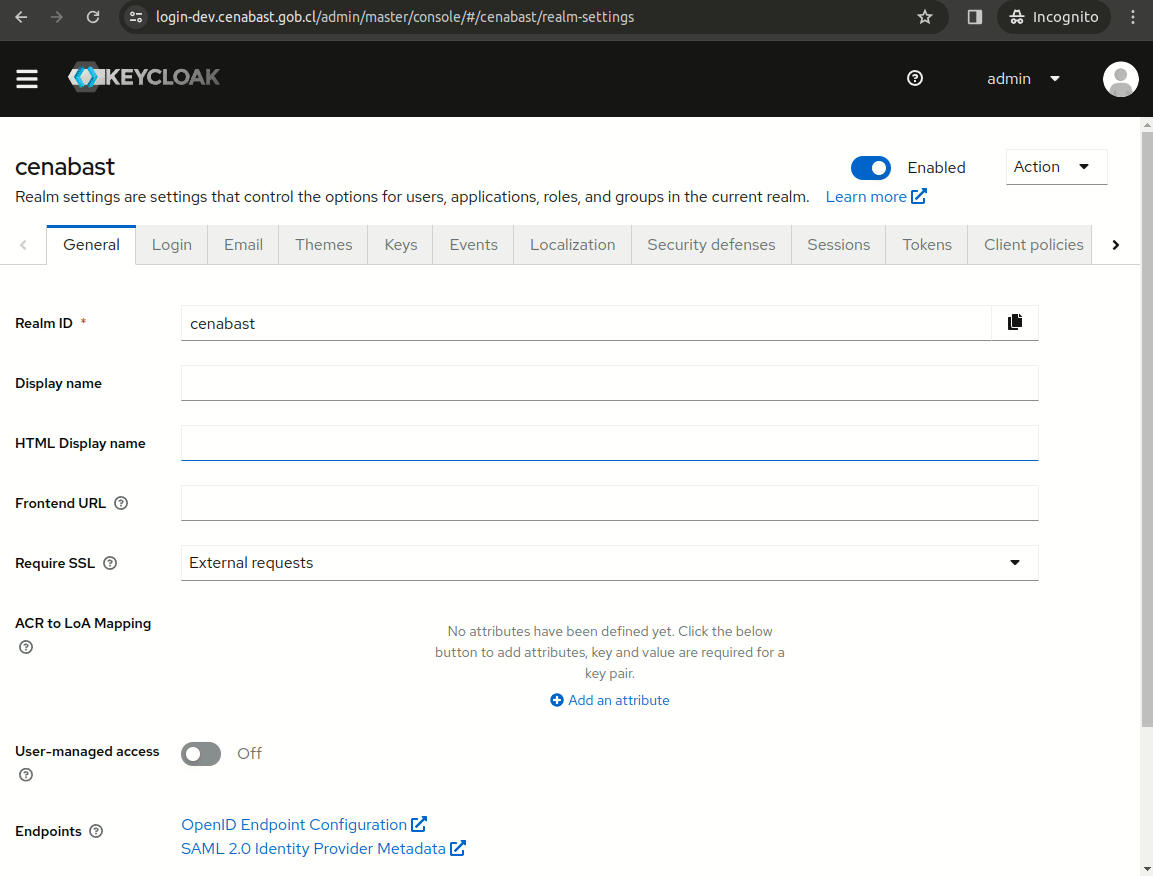 login-dev.cenabast.gob.cl/admin/master/console/#/cenabast/realm-settings Incognito
KEYCLOAK admin
cenabast Enabled Action
Realm settings are settings that control the options for users, applications, roles, and groups in the current realm. Learn more
General Login Email Themes Keys Events Localization Security defenses Sessions Tokens Client policies
Realm ID * cenabast
Display name
HTML Display name
Frontend URL
Require SSL External requests
ACR to LoA Mapping
No attributes have been defined yet. Click the below
button to add attributes, key and value are required for a
key pair.
Add an attribute
User-managed access Off
Endpoints OpenID Endpoint Configuration
SAML 2.0 Identity Provider Metadata